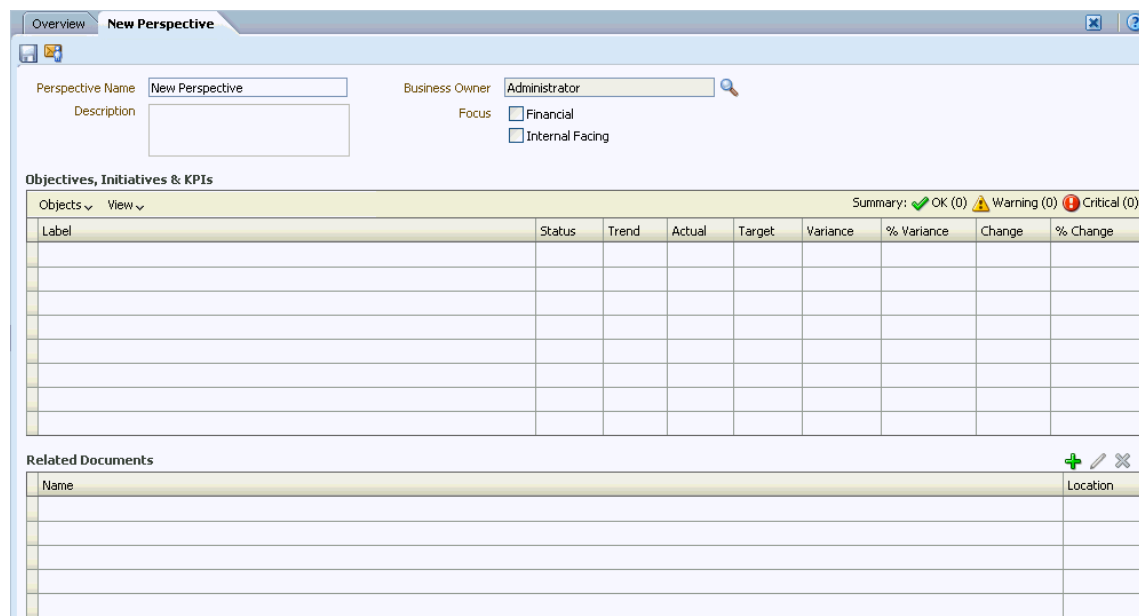 Overview New Perspective
Perspective Name New Perspective Business Owner Administrator
Description Focus Financial
Internal Facing
Objectives, Initiatives & KPIs
Objects View Summary: OK (0) Warning (0) Critical (0)
Label Status Trend Actual Target Variance % Variance Change % Change
Related Documents
Name Location